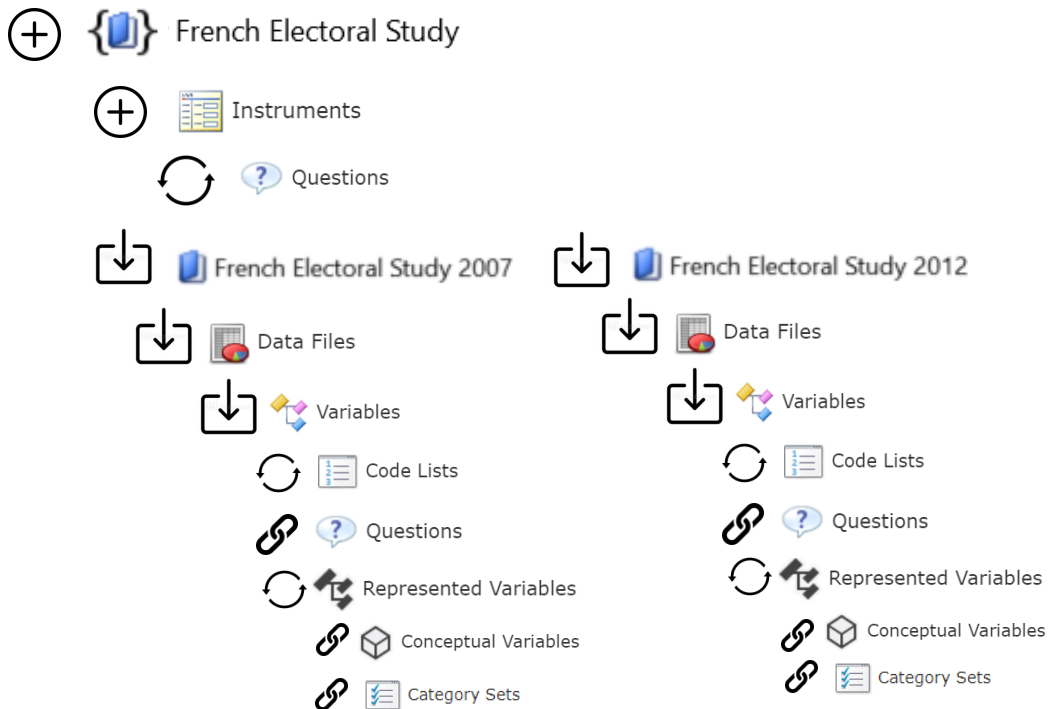 French Electoral Study
Instruments
Questions
French Electoral Study 2007
Data Files
Variables
Code Lists
Questions
Represented Variables
Conceptual Variables
Category Sets
French Electoral Study 2012
Data Files
Variables
Code Lists
Questions
Represented Variables
Conceptual Variables
Category Sets